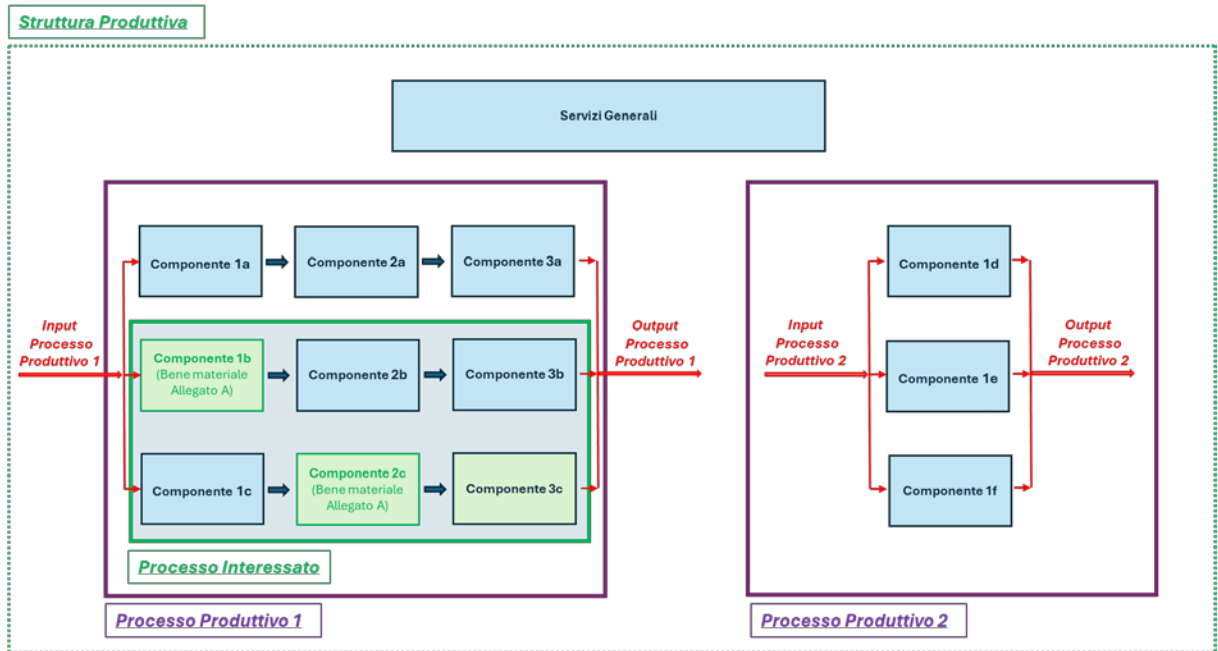 Struttura Produttiva
Servizi Generali
Componente 1a
Componente 2a
Componente 3a
Input
Processo
Produttivo 1
Componente 1b
(Bene materiale
Allegato A)
Componente 2b
Componente 3b
Output
Processo
Produttivo 1
Componente 1c
Componente 2c
(Bene materiale
Allegato A)
Componente 3c
Processo Interessato
Processo Produttivo 1
Componente 1d
Input
Processo
Produttivo 2
Componente 1e
Output
Processo
Produttivo 2
Componente 1f
Processo Produttivo 2